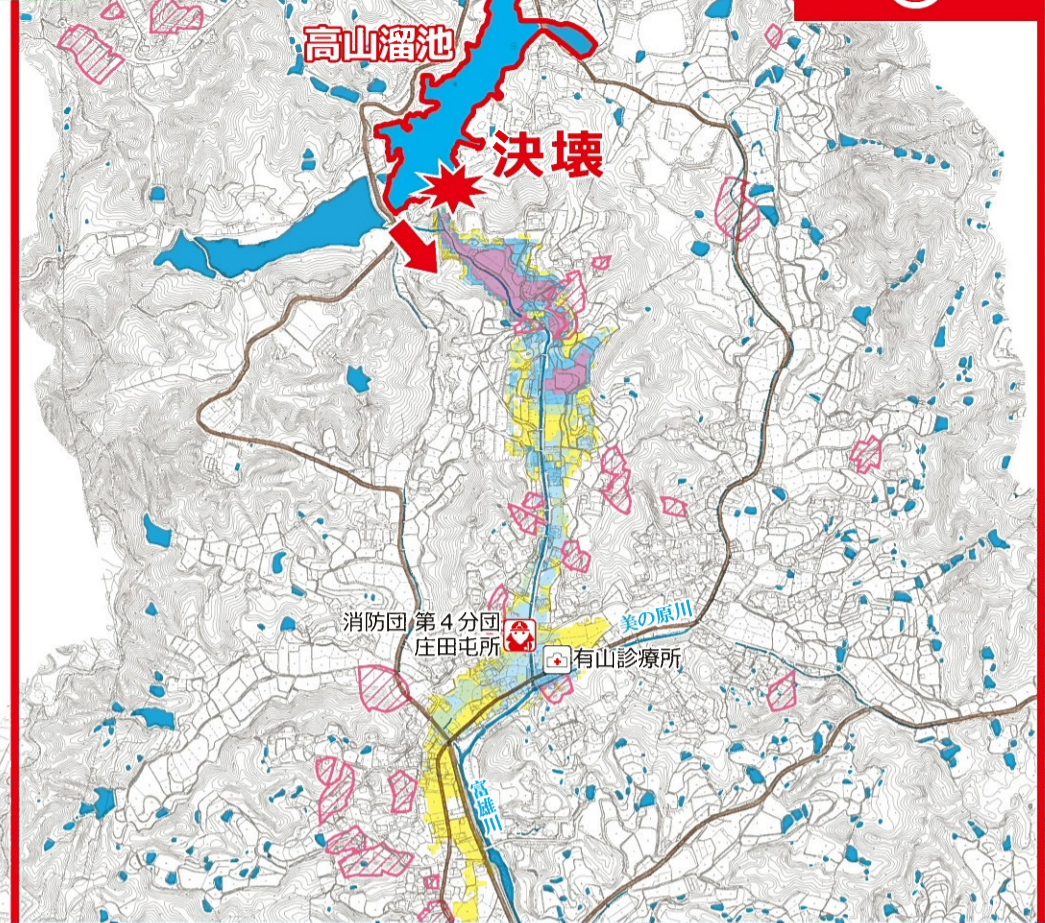 高山溜池
決壊
消防団 第4分団
庄田屯所
美の原川
有山診療所
富雄川